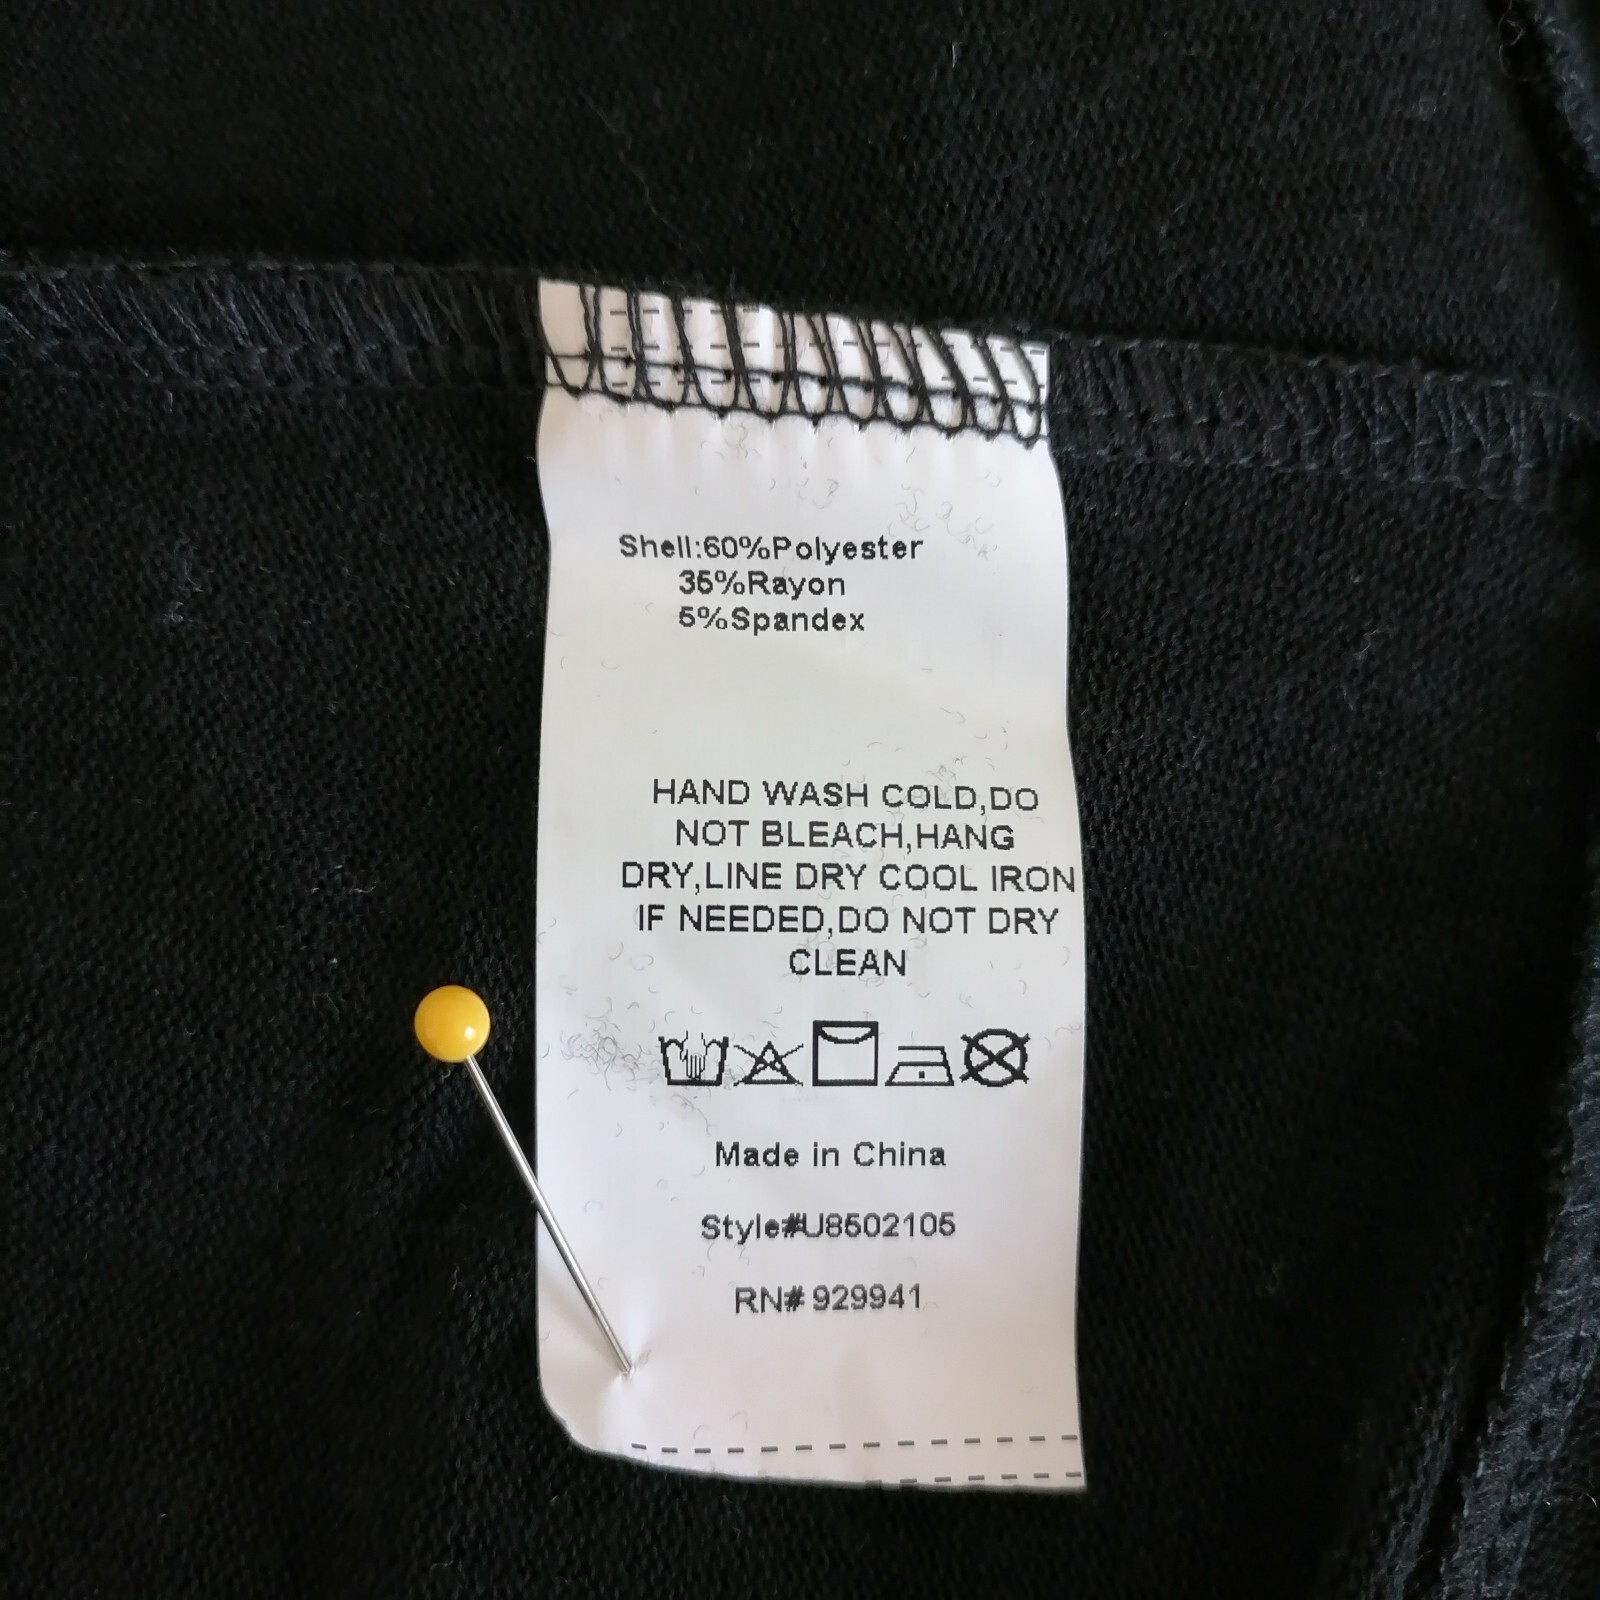 Shell:60%Polyester
35%Rayon
5%Spandex
HAND WASH COLD,DO
NOT BLEACH,HANG
DRY,LINE DRY COOL IRON
IF NEEDED,DO NOT DRY
CLEAN
Made in China
Style#U8502105
RN# 929941